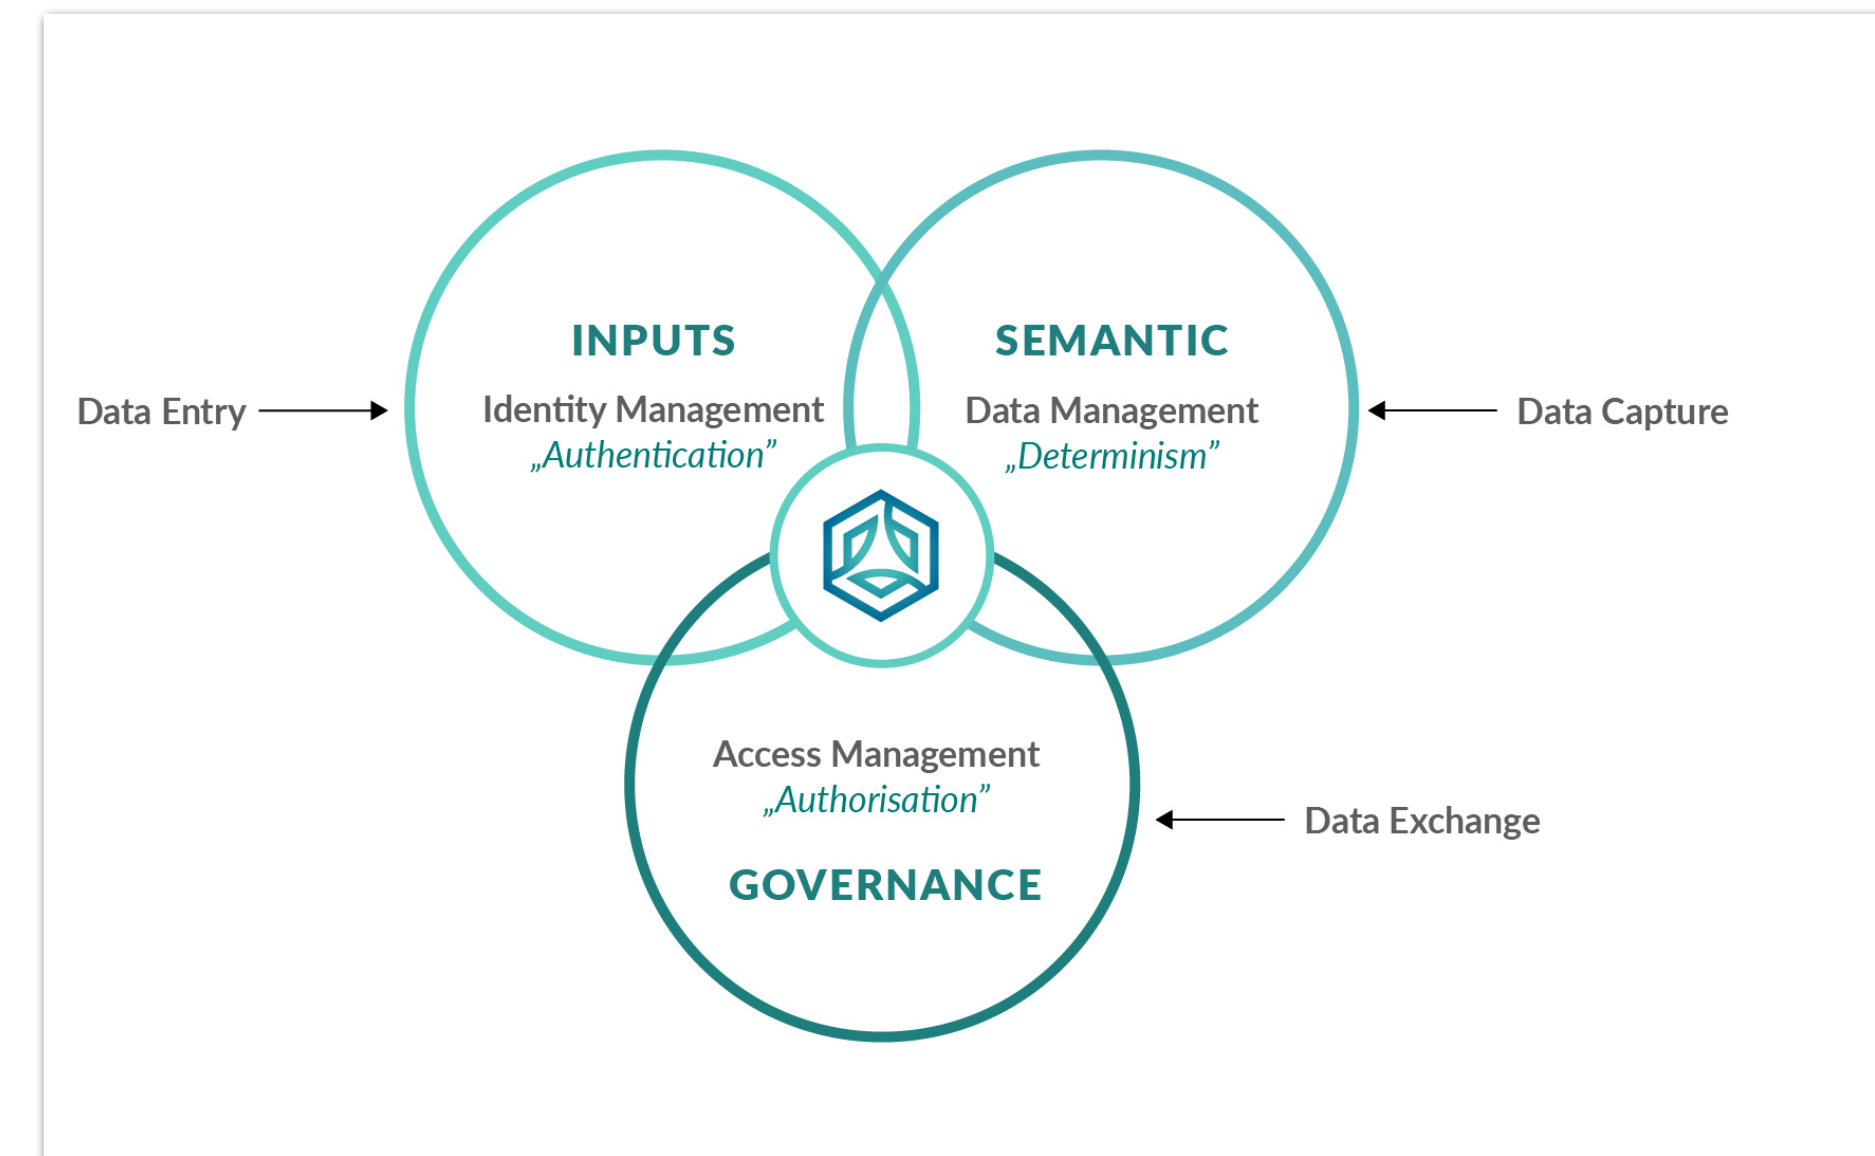 INPUTS
Identity Management
„Authentication”
SEMANTIC
Data Management
„Determinism”
Data Entry
Data Capture
Access Management
„Authorisation”
GOVERNANCE
Data Exchange